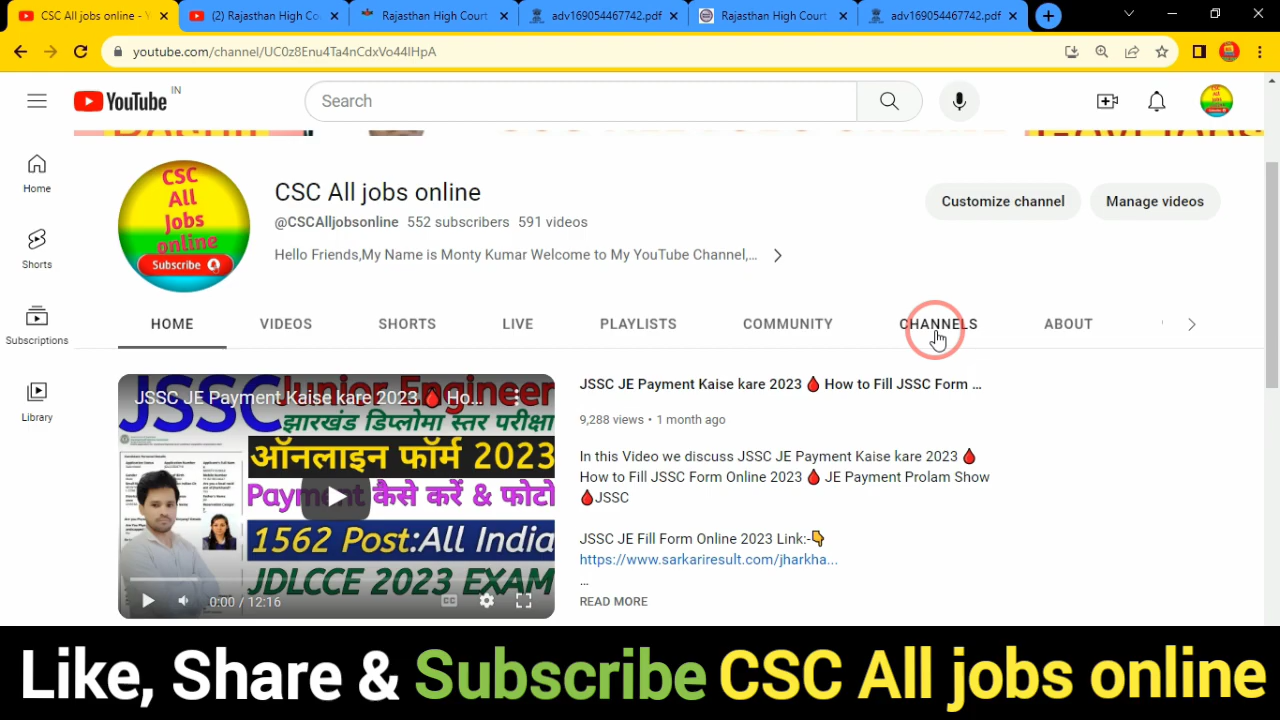 CSC All jobs online - Y
(2) Rajasthan High Co
Rajasthan High Court
adv169054467742.pdf
Rajasthan High Court
adv169054467742.pdf
youtube.com/channel/UC0z8Enu4Ta4nCdxVo44IHpA
YouTube IN
Search
Home
Shorts
Subscriptions
Library
CSC
All
Jobs
online
Subscribe
CSC All jobs online
@CSCAlljobsonline 552 subscribers 591 videos
Hello Friends,My Name is Monty Kumar Welcome to My YouTube Channel,...
Customize channel
Manage videos
HOME VIDEOS SHORTS LIVE PLAYLISTS COMMUNITY CHANNELS ABOUT
JSSC Junior Engineer
JSSC JE Payment Kaise kare 2023 🩸 Ho...
झारखंड डिप्लोमा स्तर परीक्षा
ऑनलाइन फॉर्म 2023
Payment कैसे करें & फोटो
1562 Post:All India
JDLCCE 2023 EXAM
0:00 / 12:16
JSSC JE Payment Kaise kare 2023 🩸 How to Fill JSSC Form ...
9,288 views • 1 month ago
In this Video we discuss JSSC JE Payment Kaise kare 2023 🩸
How to Fill JSSC Form Online 2023 🩸 JE Payment Prolam Show
🩸JSSC
JSSC JE Fill Form Online 2023 Link:-👇
https://www.sarkariresult.com/jharkha...
...
READ MORE
Like, Share & Subscribe CSC All jobs online